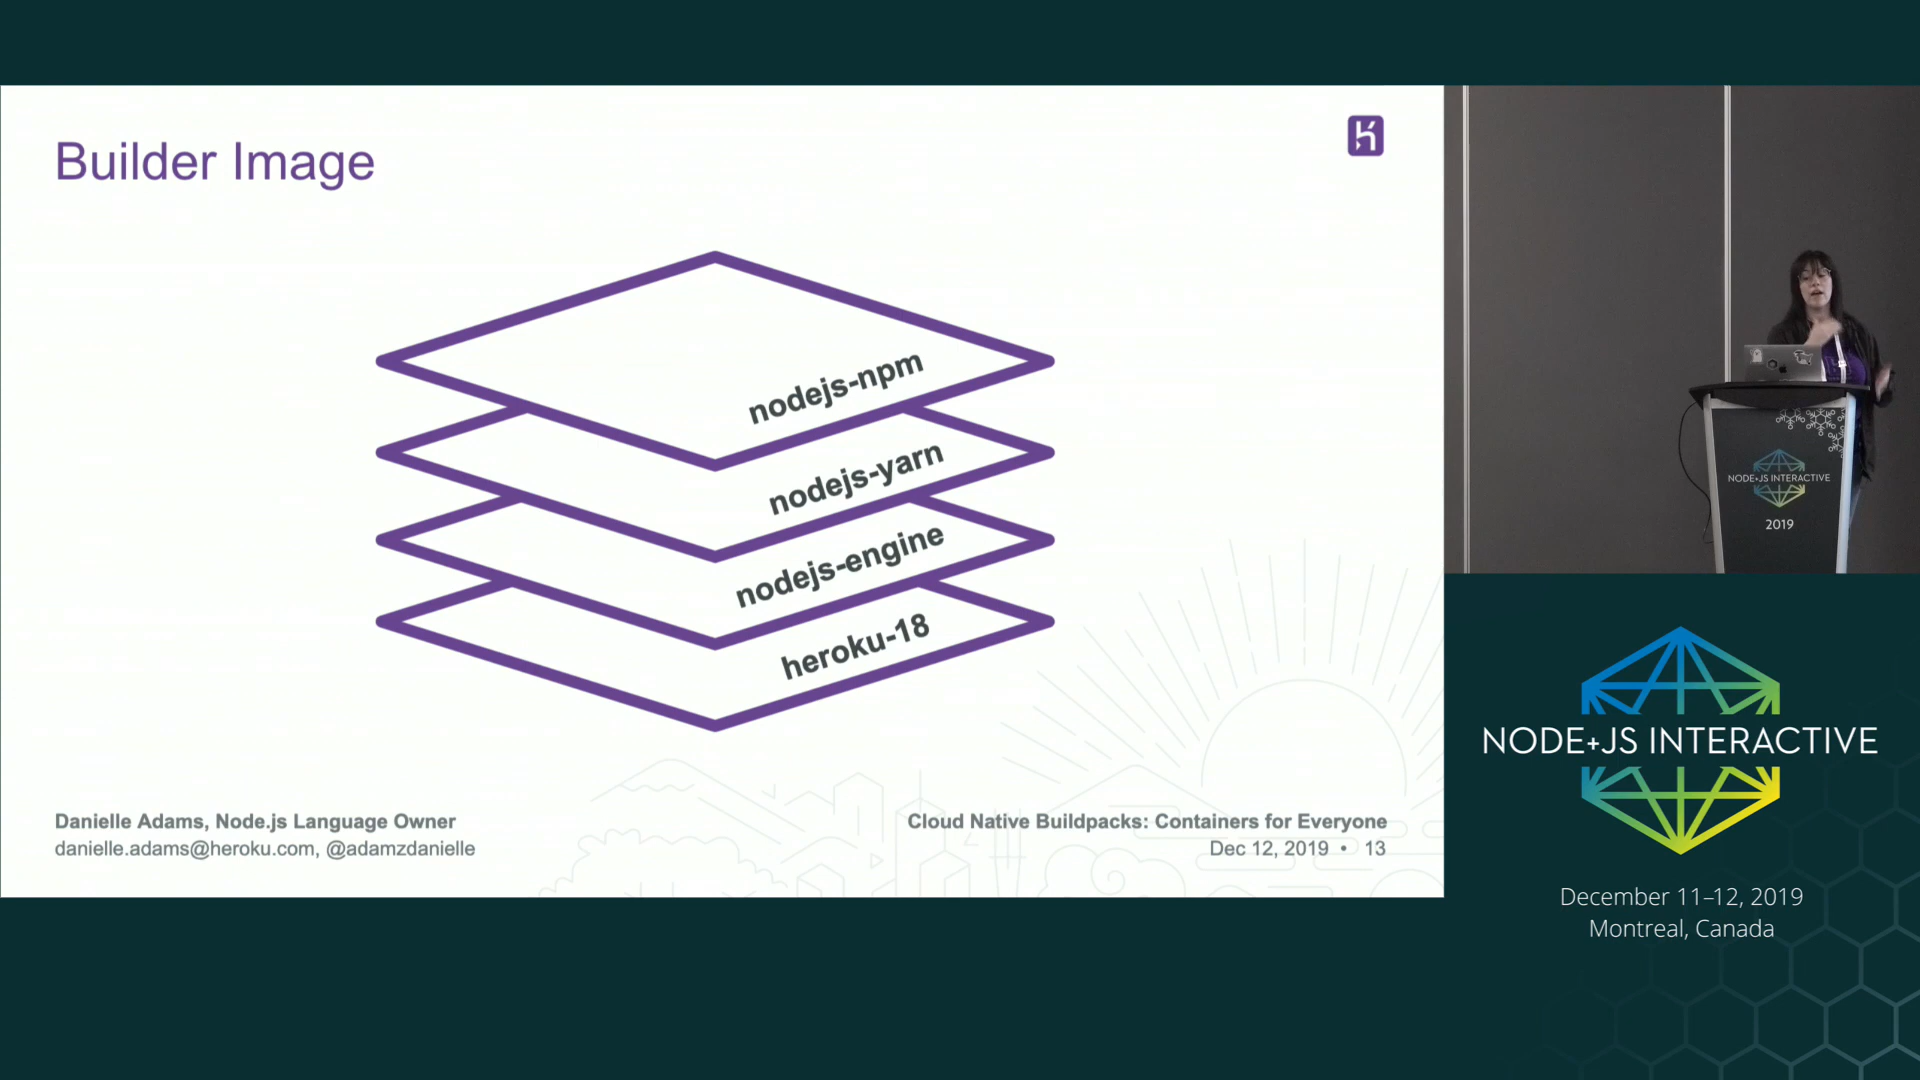 Builder Image
nodejs-npm
nodejs-yarn
nodejs-engine
heroku-18
Danielle Adams, Node.js Language Owner
danielle.adams@heroku.com, @adamzdanielle
Cloud Native Buildpacks: Containers for Everyone
Dec 12, 2019 • 13
NODE+JS INTERACTIVE
2019
NODE+JS INTERACTIVE
December 11–12, 2019
Montreal, Canada